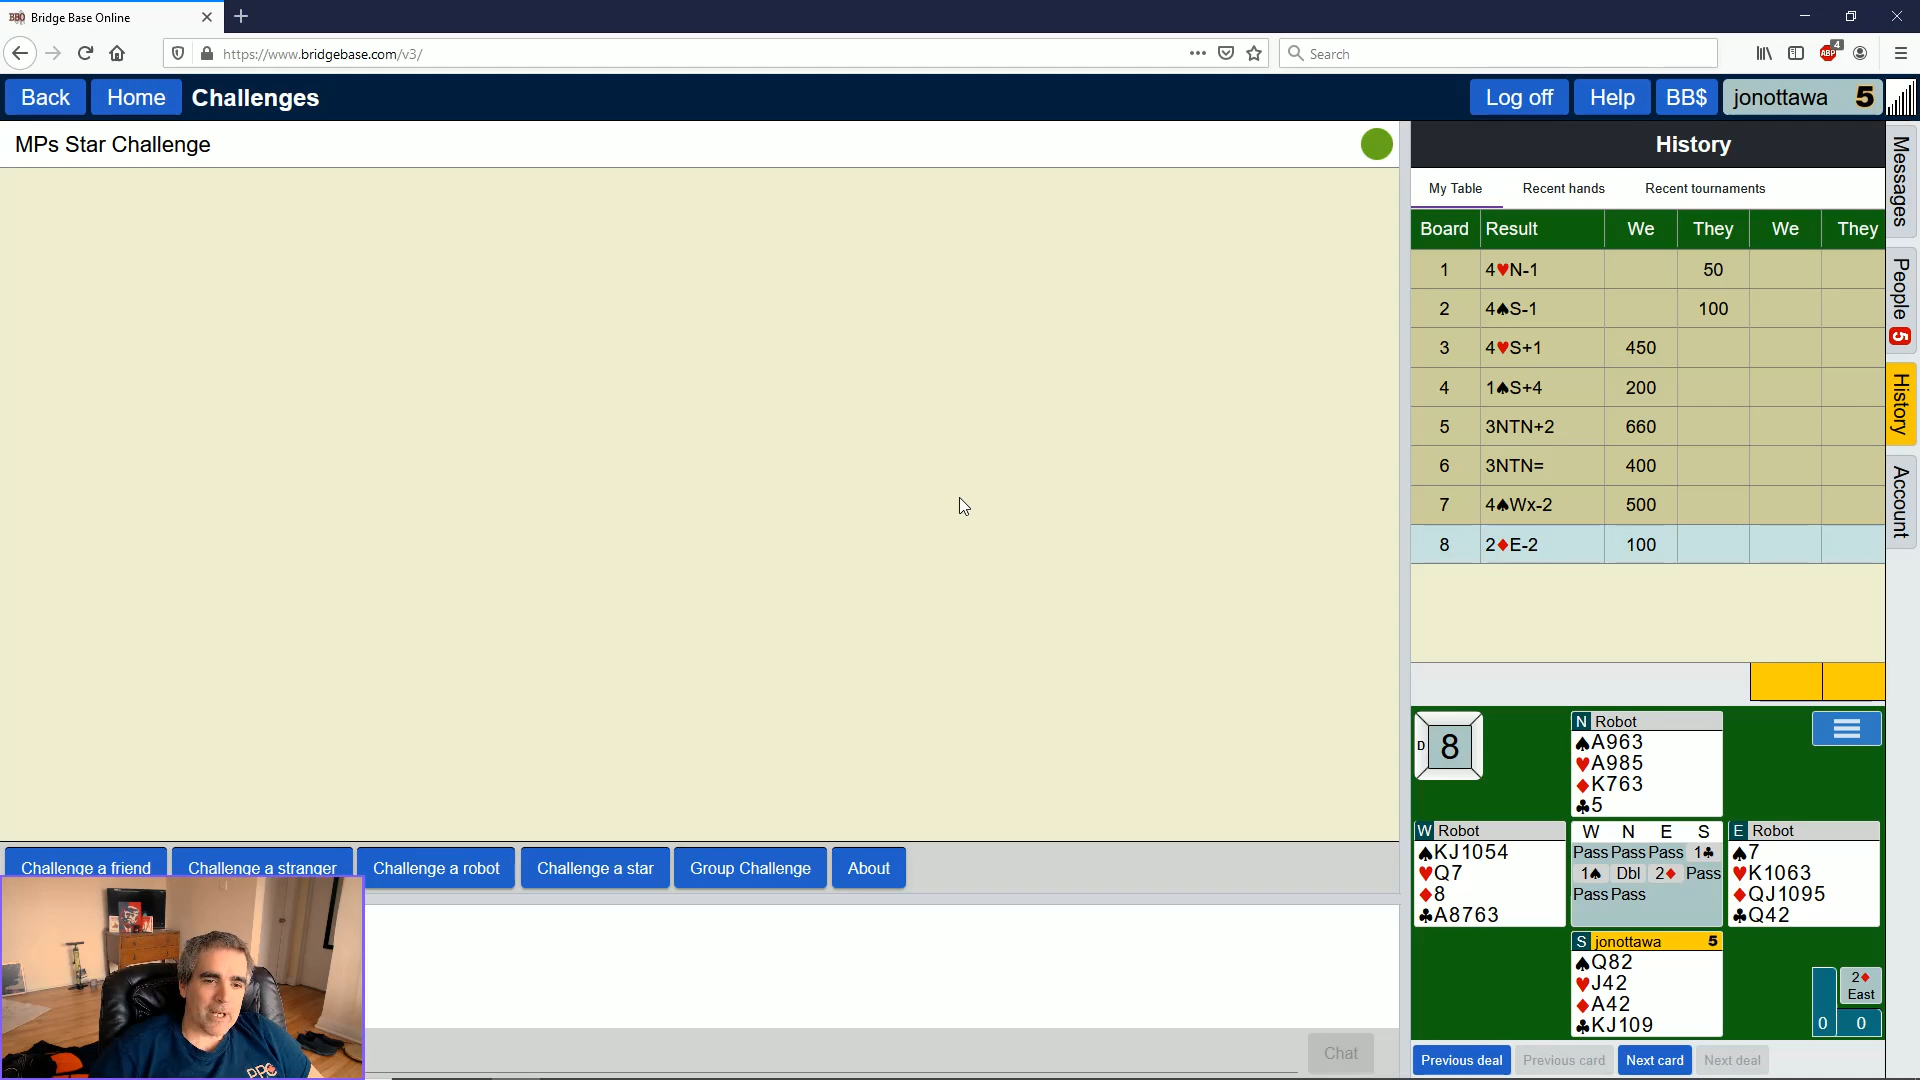 Bridge Base Online
https://www.bridgebase.com/v3/
Search
ABP
4
Back
Home
Challenges
Log off
Help
BB$
jonottawa 5
MPs Star Challenge
History
My Table
Recent hands
Recent tournaments
Board Result We They We They
1 4♥N-1 50
2 4♠S-1 100
3 4♥S+1 450
4 1♠S+4 200
5 3NTN+2 660
6 3NTN= 400
7 4♠Wx-2 500
8 2♦E-2 100
Messages
People 5
History
Account
D 8
N Robot
♠A963
♥A985
♦K763
♣5
W Robot
♠KJ1054
♥Q7
♦8
♣A8763
W N E S
Pass Pass Pass 1♣
1♠ Dbl 2♦ Pass
Pass Pass
E Robot
♠7
♥K1063
♦QJ1095
♣Q42
S jonottawa 5
♠Q82
♥J42
♦A42
♣KJ109
2♦
East
0 0
Challenge a friend
Challenge a stranger
Challenge a robot
Challenge a star
Group Challenge
About
Chat
Previous deal
Previous card
Next card
Next deal